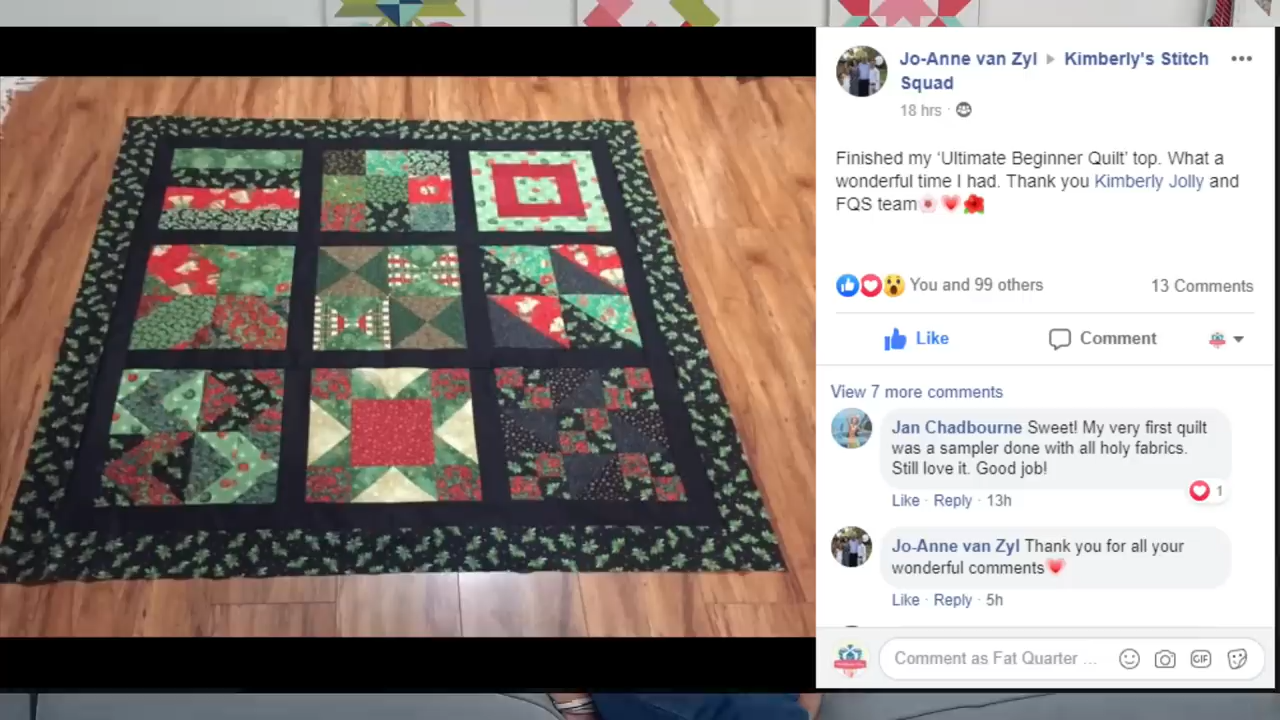 Jo-Anne van Zyl ▸ Kimberly's Stitch
Squad
18 hrs ·
Finished my ‘Ultimate Beginner Quilt’ top. What a
wonderful time I had. Thank you Kimberly Jolly and
FQS team🌸💗🌺
👍❤️😮 You and 99 others
13 Comments
Like
Comment
View 7 more comments
Jan Chadbourne Sweet! My very first quilt
was a sampler done with all holy fabrics.
Still love it. Good job!
Like · Reply · 13h
1
Jo-Anne van Zyl Thank you for all your
wonderful comments💗
Like · Reply · 5h
Comment as Fat Quarter ...
GIF